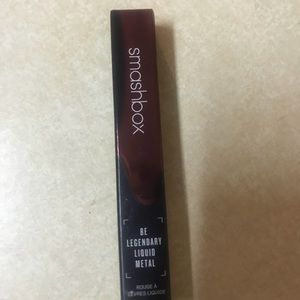 smashbox
BE
LEGENDARY
LIQUID
METAL
ROUGE À
LÈVRES LIQUIDE